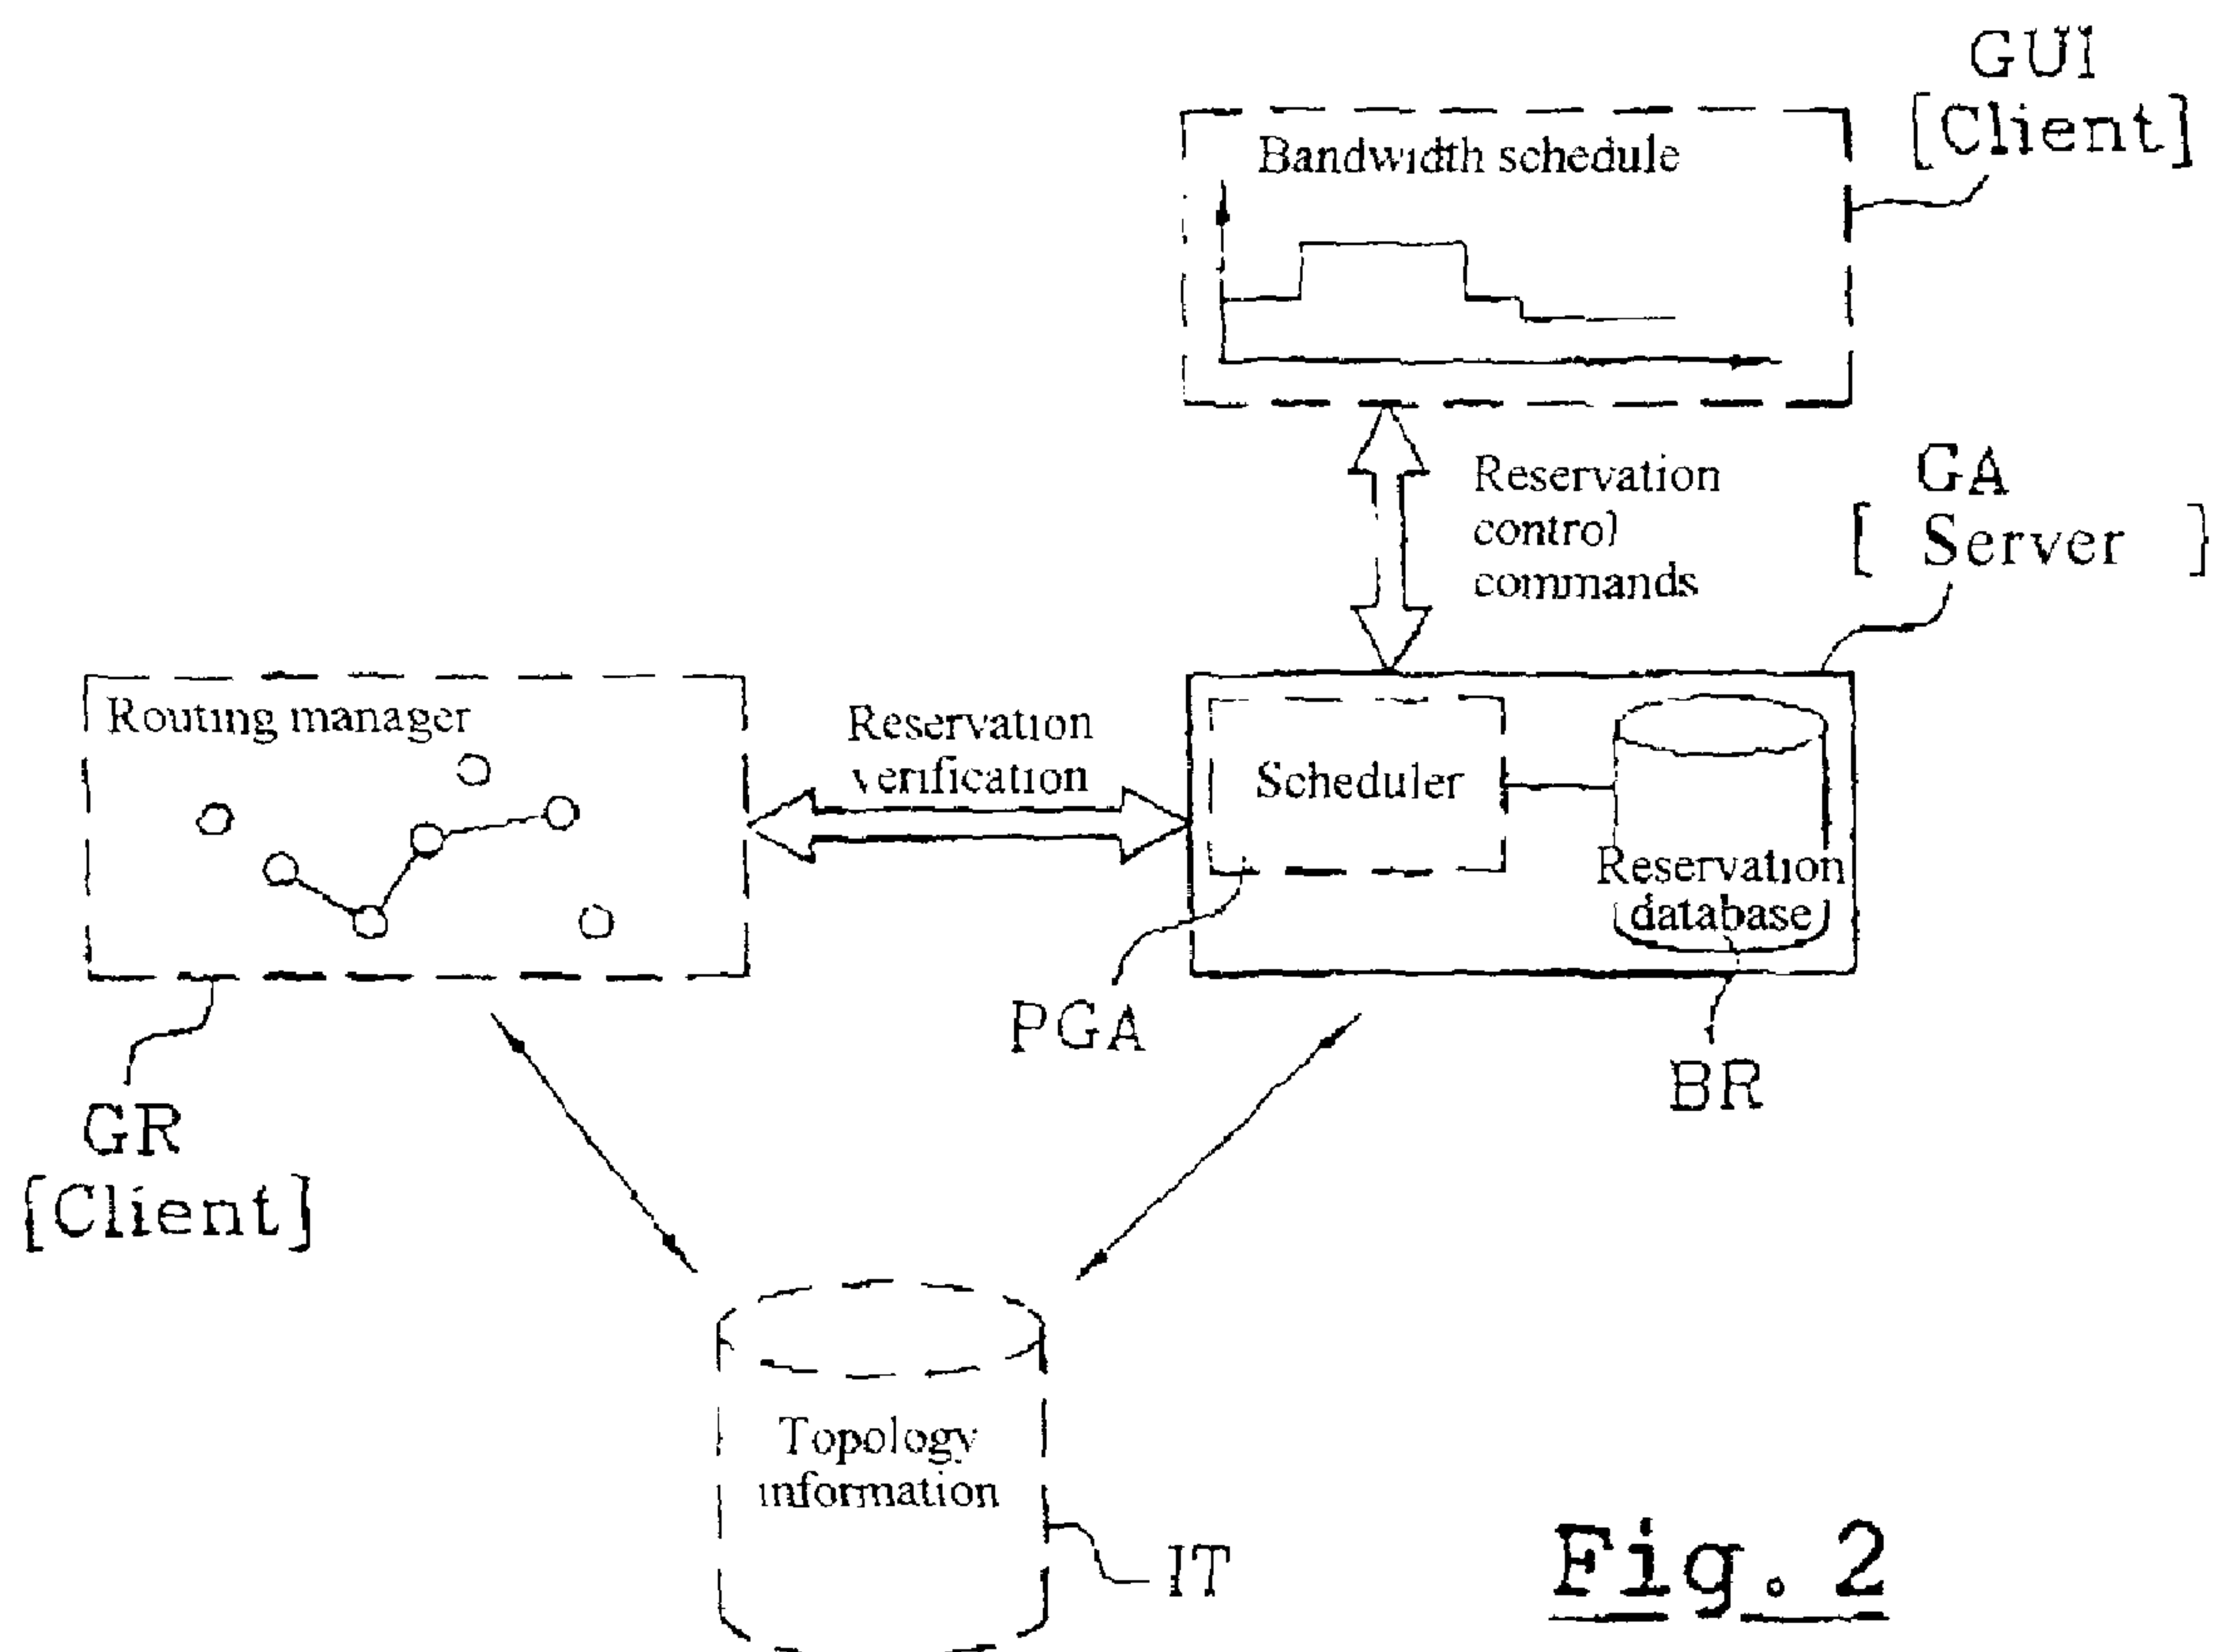 GUI
[Client]
Bandwidth schedule
Reservation
control
commands
GA
[ Server ]
Routing manager
Reservation
verification
Scheduler
Reservation
database
PGA
BR
GR
[Client]
Topology
information
IT
Fig. 2